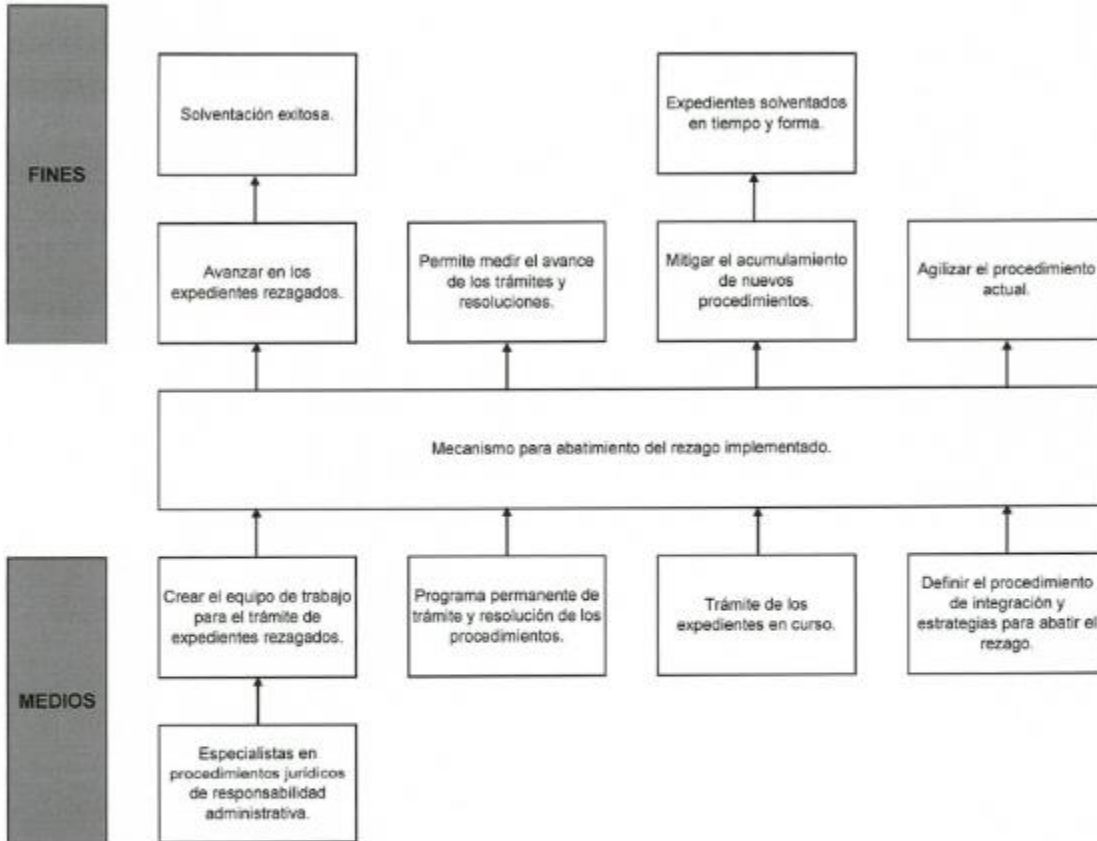 FINES
Solventación exitosa.
Expedientes solventados
en tiempo y forma.
Avanzar en los
expedientes rezagados.
Permite medir el avance
de los trámites y
resoluciones.
Mitigar el acumulamiento
de nuevos
procedimientos.
Agilizar el procedimiento
actual.
Mecanismo para abatimiento del rezago implementado.
MEDIOS
Crear el equipo de trabajo
para el trámite de
expedientes rezagados.
Programa permanente de
trámite y resolución de los
procedimientos.
Trámite de los
expedientes en curso.
Definir el procedimiento
de integración y
estrategias para abatir el
rezago.
Especialistas en
procedimientos jurídicos
de responsabilidad
administrativa.